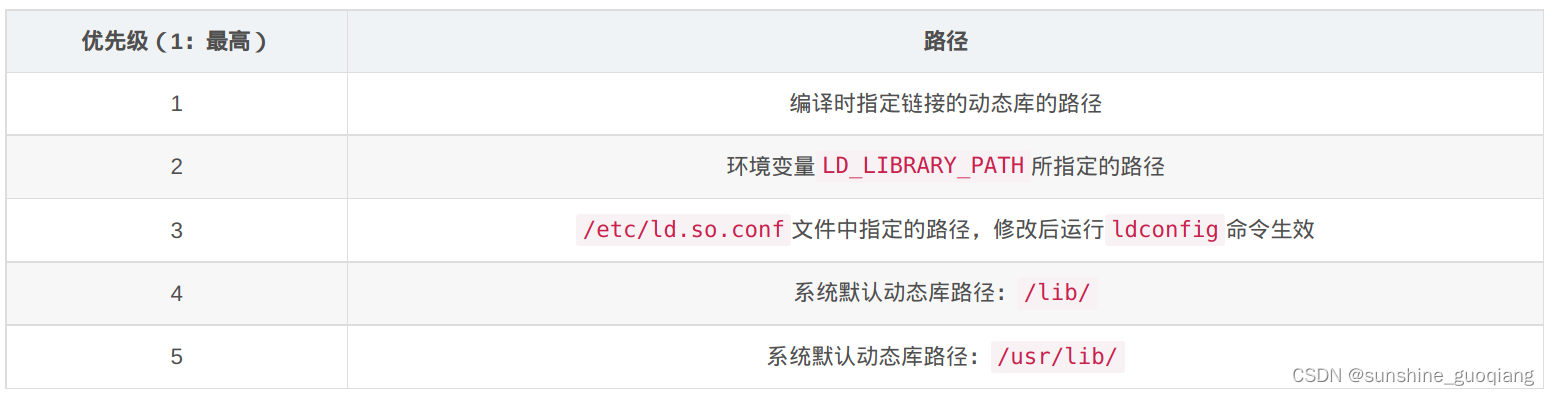 优先级（1：最高） 路径
1 编译时指定链接的动态库的路径
2 环境变量 LD_LIBRARY_PATH 所指定的路径
3 /etc/ld.so.conf 文件中指定的路径，修改后运行 ldconfig 命令生效
4 系统默认动态库路径：/lib/
5 系统默认动态库路径：/usr/lib/
CSDN @sunshine_guoqiang